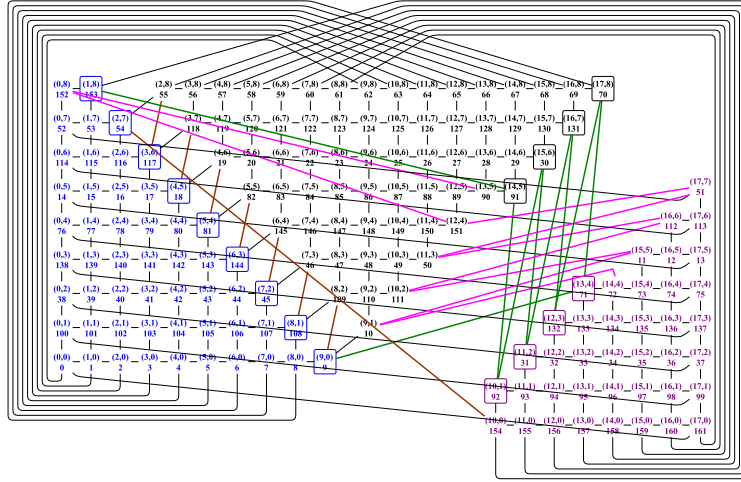 (0,8) (1,8) (2,8) (3,8) (4,8) (5,8) (6,8) (7,8) (8,8) (9,8) (10,8) (11,8) (12,8) (13,8) (14,8) (15,8) (16,8) (17,8)
152 153 55 56 57 58 59 60 61 62 63 64 65 66 67 68 69 70
(0,7) (1,7) (2,7) (3,7) (4,7) (5,7) (6,7) (7,7) (8,7) (9,7) (10,7) (11,7) (12,7) (13,7) (14,7) (15,7) (16,7)
52 53 54 118 119 120 121 122 123 124 125 126 127 128 129 130 131
(0,6) (1,6) (2,6) (3,6) (4,6) (5,6) (6,6) (7,6) (8,6) (9,6) (10,6) (11,6) (12,6) (13,6) (14,6) (15,6)
114 115 116 117 19 20 21 22 23 24 25 26 27 28 29 30
(0,5) (1,5) (2,5) (3,5) (4,5) (5,5) (6,5) (7,5) (8,5) (9,5) (10,5) (11,5) (12,5) (13,5) (14,5) (17,7)
14 15 16 17 18 82 83 84 85 86 87 88 89 90 91 51
(0,4) (1,4) (2,4) (3,4) (4,4) (5,4) (6,4) (7,4) (8,4) (9,4) (10,4) (11,4) (12,4) (16,6) (17,6)
76 77 78 79 80 81 145 146 147 148 149 150 151 112 113
(0,3) (1,3) (2,3) (3,3) (4,3) (5,3) (6,3) (7,3) (8,3) (9,3) (10,3) (11,3) (15,5) (16,5) (17,5)
138 139 140 141 142 143 144 46 47 48 49 50 11 12 13
(0,2) (1,2) (2,2) (3,2) (4,2) (5,2) (6,2) (7,2) (8,2) (9,2) (10,2) (13,4) (14,4) (15,4) (16,4) (17,4)
38 39 40 41 42 43 44 45 109 110 111 71 72 73 74 75
(0,1) (1,1) (2,1) (3,1) (4,1) (5,1) (6,1) (7,1) (8,1) (9,1) (12,3) (13,3) (14,3) (15,3) (16,3) (17,3)
100 101 102 103 104 105 106 107 108 10 132 133 134 135 136 137
(0,0) (1,0) (2,0) (3,0) (4,0) (5,0) (6,0) (7,0) (8,0) (9,0) (11,2) (12,2) (13,2) (14,2) (15,2) (16,2) (17,2)
0 1 2 3 4 5 6 7 8 9 31 32 33 34 35 36 37
(10,1) (11,1) (12,1) (13,1) (14,1) (15,1) (16,1) (17,1)
92 93 94 95 96 97 98 99
(10,0) (11,0) (12,0) (13,0) (14,0) (15,0) (16,0) (17,0)
154 155 156 157 158 159 160 161